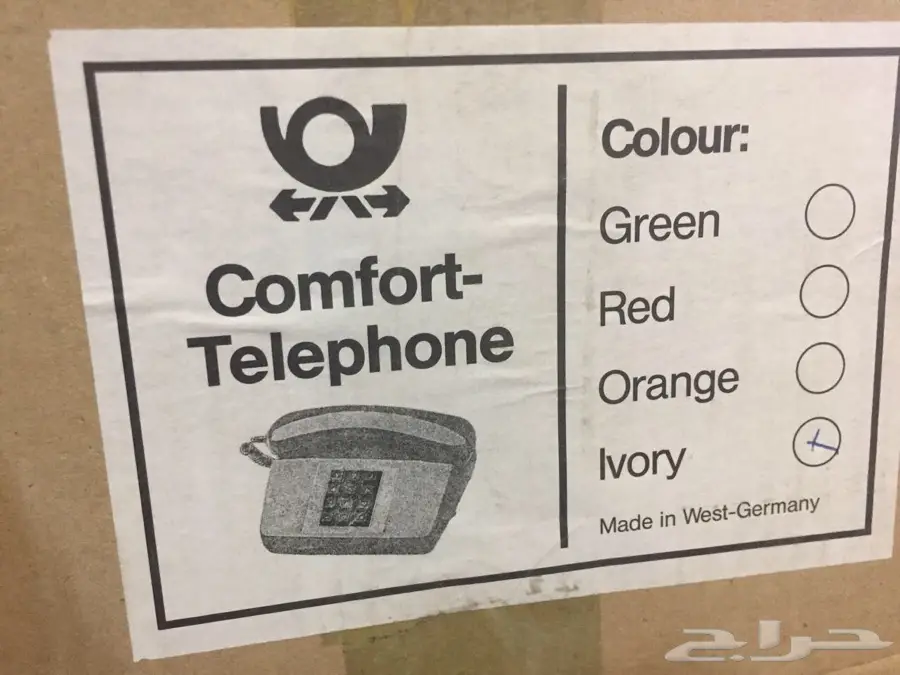 Comfort-
Telephone
Colour:
Green
Red
Orange
Ivory
Made in West-Germany
حراج